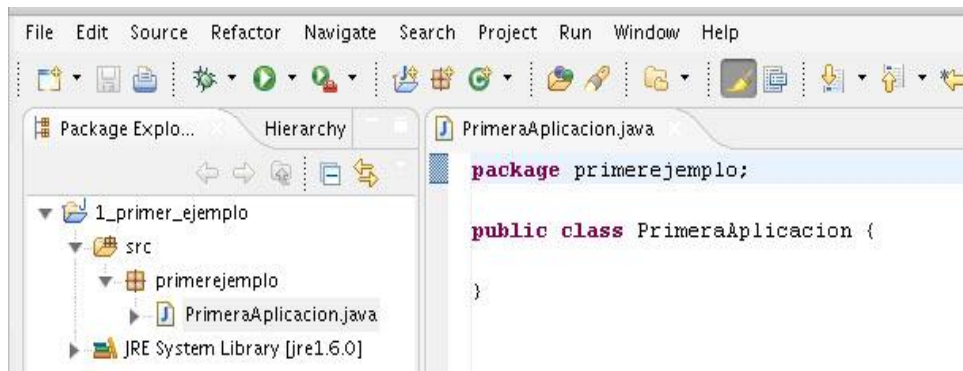 File Edit Source Refactor Navigate Search Project Run Window Help
Package Explo... Hierarchy
PrimeraAplicacion.java
1_primer_ejemplo
src
primerejemplo
PrimeraAplicacion.java
JRE System Library [jre1.6.0]
package primerejemplo;
public class PrimeraAplicacion {
}